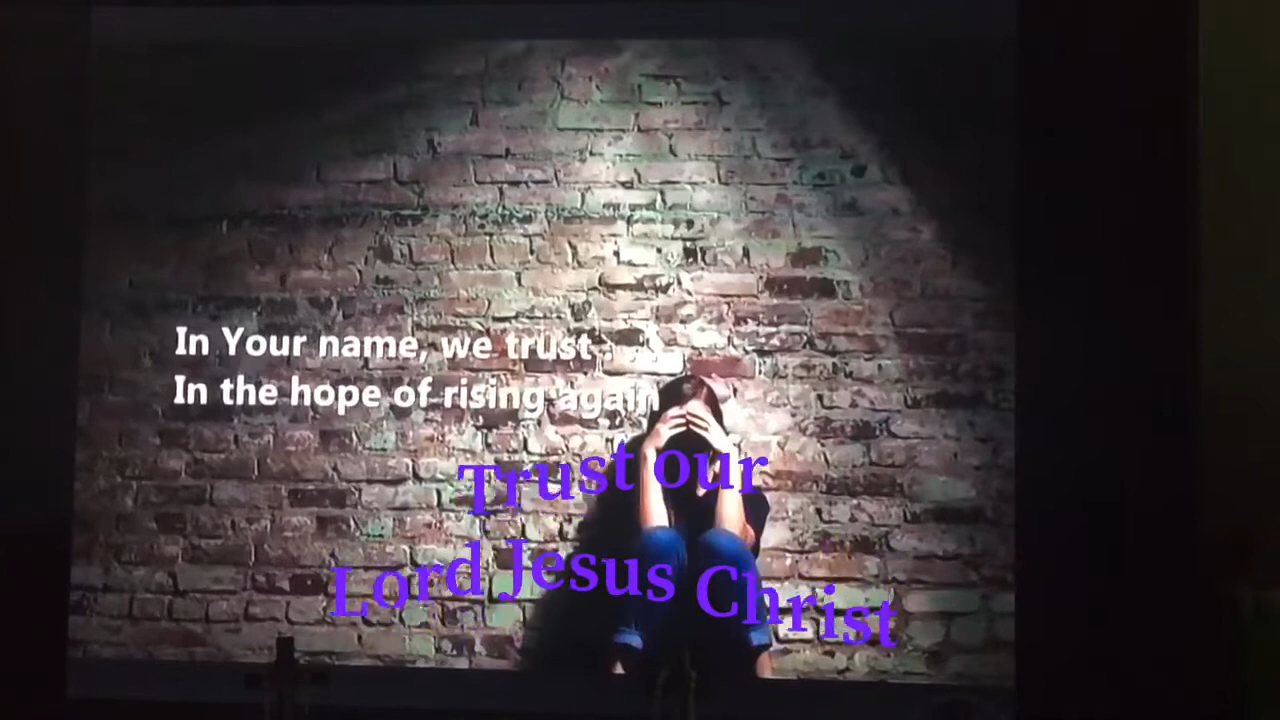 In Your name, we trust
In the hope of rising again
Trust our
Lord Jesus Christ